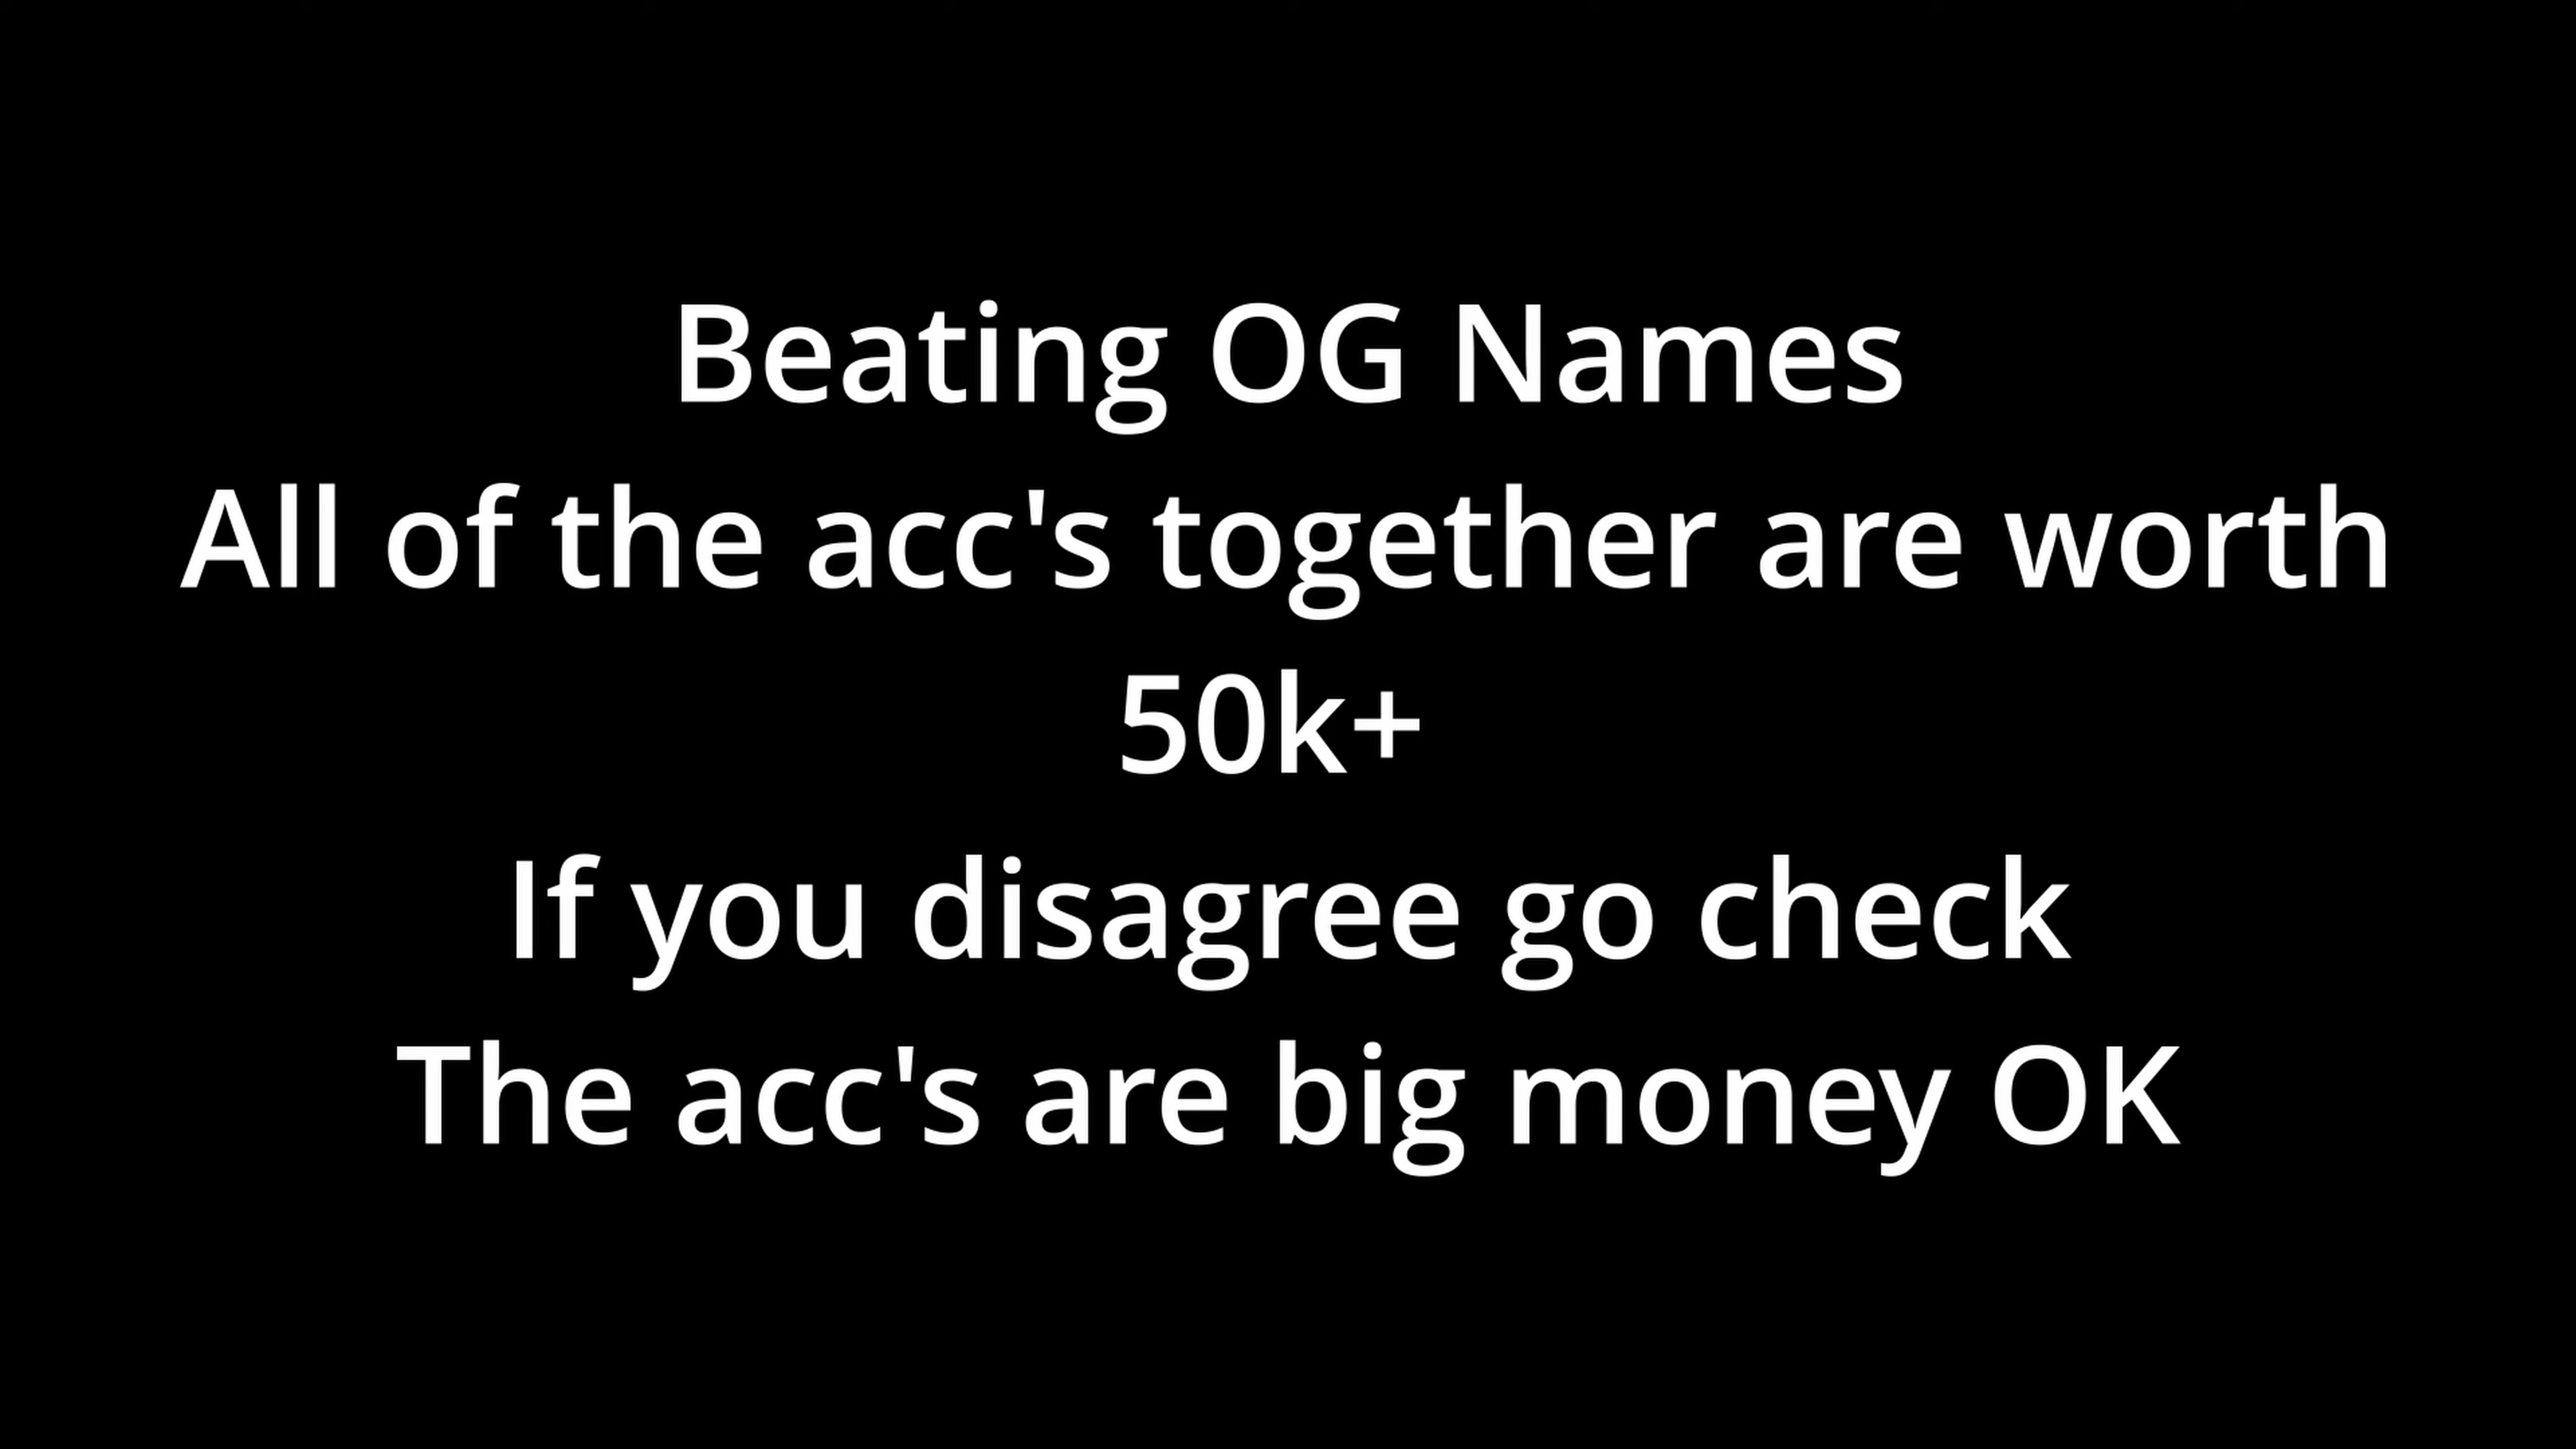 Beating OG Names
All of the acc's together are worth
50k+
If you disagree go check
The acc's are big money OK